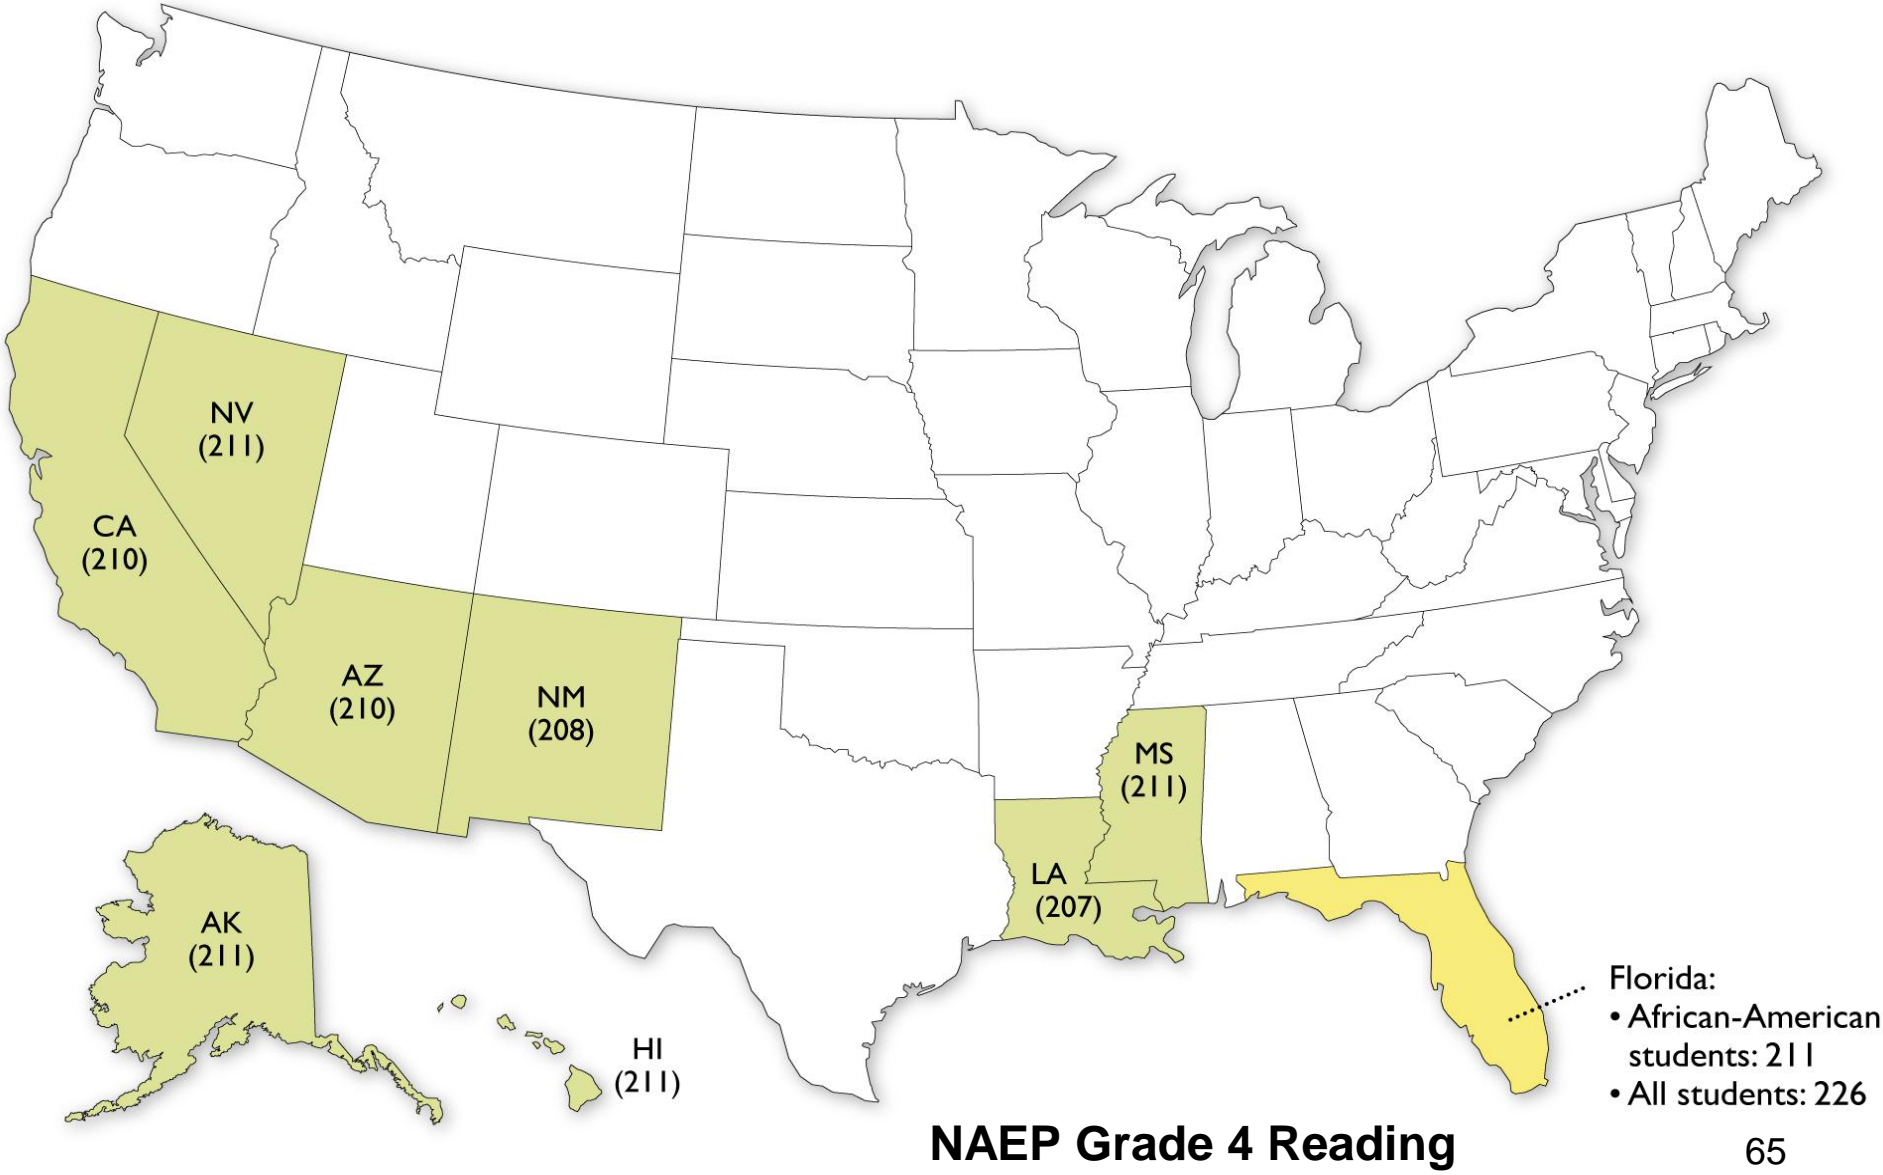 NV
(211)
CA
(210)
AZ
(210)
NM
(208)
MS
(211)
LA
(207)
AK
(211)
HI
(211)
Florida:
• African-American
students: 211
• All students: 226
NAEP Grade 4 Reading
65